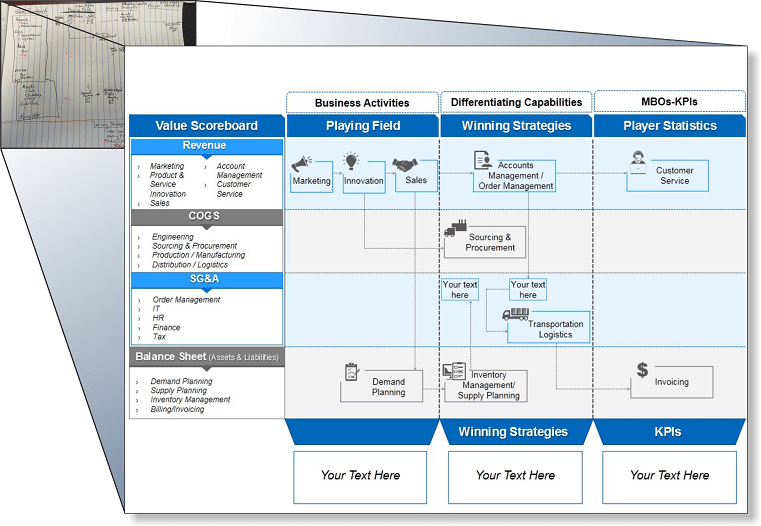 Business Activities
Differentiating Capabilities
MBOs-KPIs
Value Scoreboard
Playing Field
Winning Strategies
Player Statistics
Revenue
Marketing
Product &
Service
Innovation
Sales
Account
Management
Customer
Service
Marketing
Innovation
Sales
Accounts
Management /
Order Management
Customer
Service
COGS
Engineering
Sourcing & Procurement
Production / Manufacturing
Distribution / Logistics
Sourcing &
Procurement
SG&A
Order Management
IT
HR
Finance
Tax
Your text
here
Your text
here
Transportation
Logistics
Balance Sheet (Assets & Liabilities)
Demand Planning
Supply Planning
Inventory Management
Billing/Invoicing
Demand
Planning
Inventory
Management/
Supply Planning
$
Invoicing
Winning Strategies
KPIs
Your Text Here
Your Text Here
Your Text Here